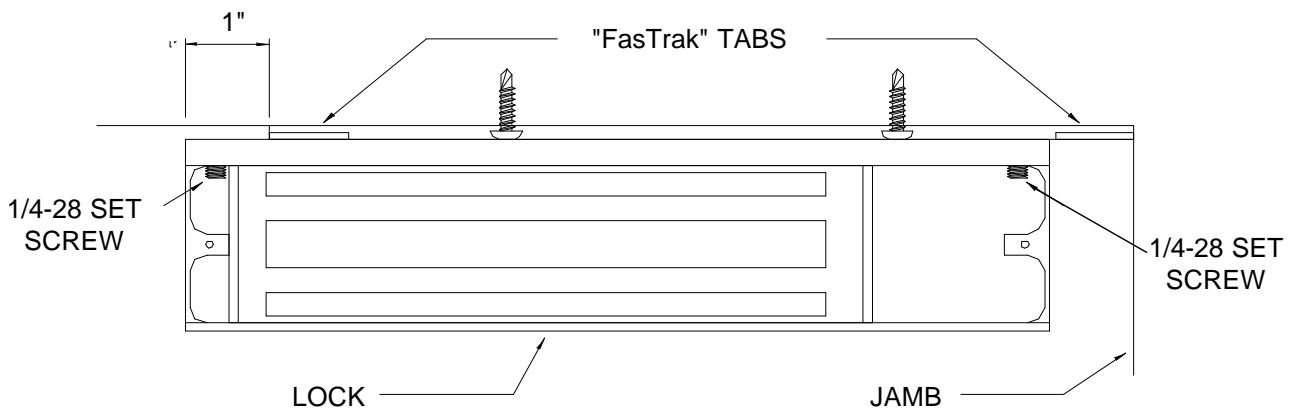 1"
"FasTrak" TABS
1/4-28 SET
SCREW
1/4-28 SET
SCREW
LOCK
JAMB